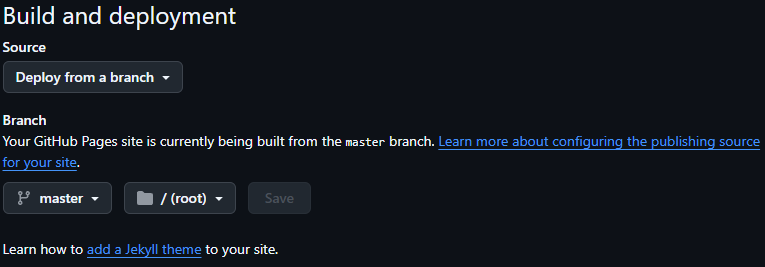 Build and deployment
Source
Deploy from a branch
Branch
Your GitHub Pages site is currently being built from the master branch. Learn more about configuring the publishing source
for your site.
master / (root) Save
Learn how to add a Jekyll theme to your site.